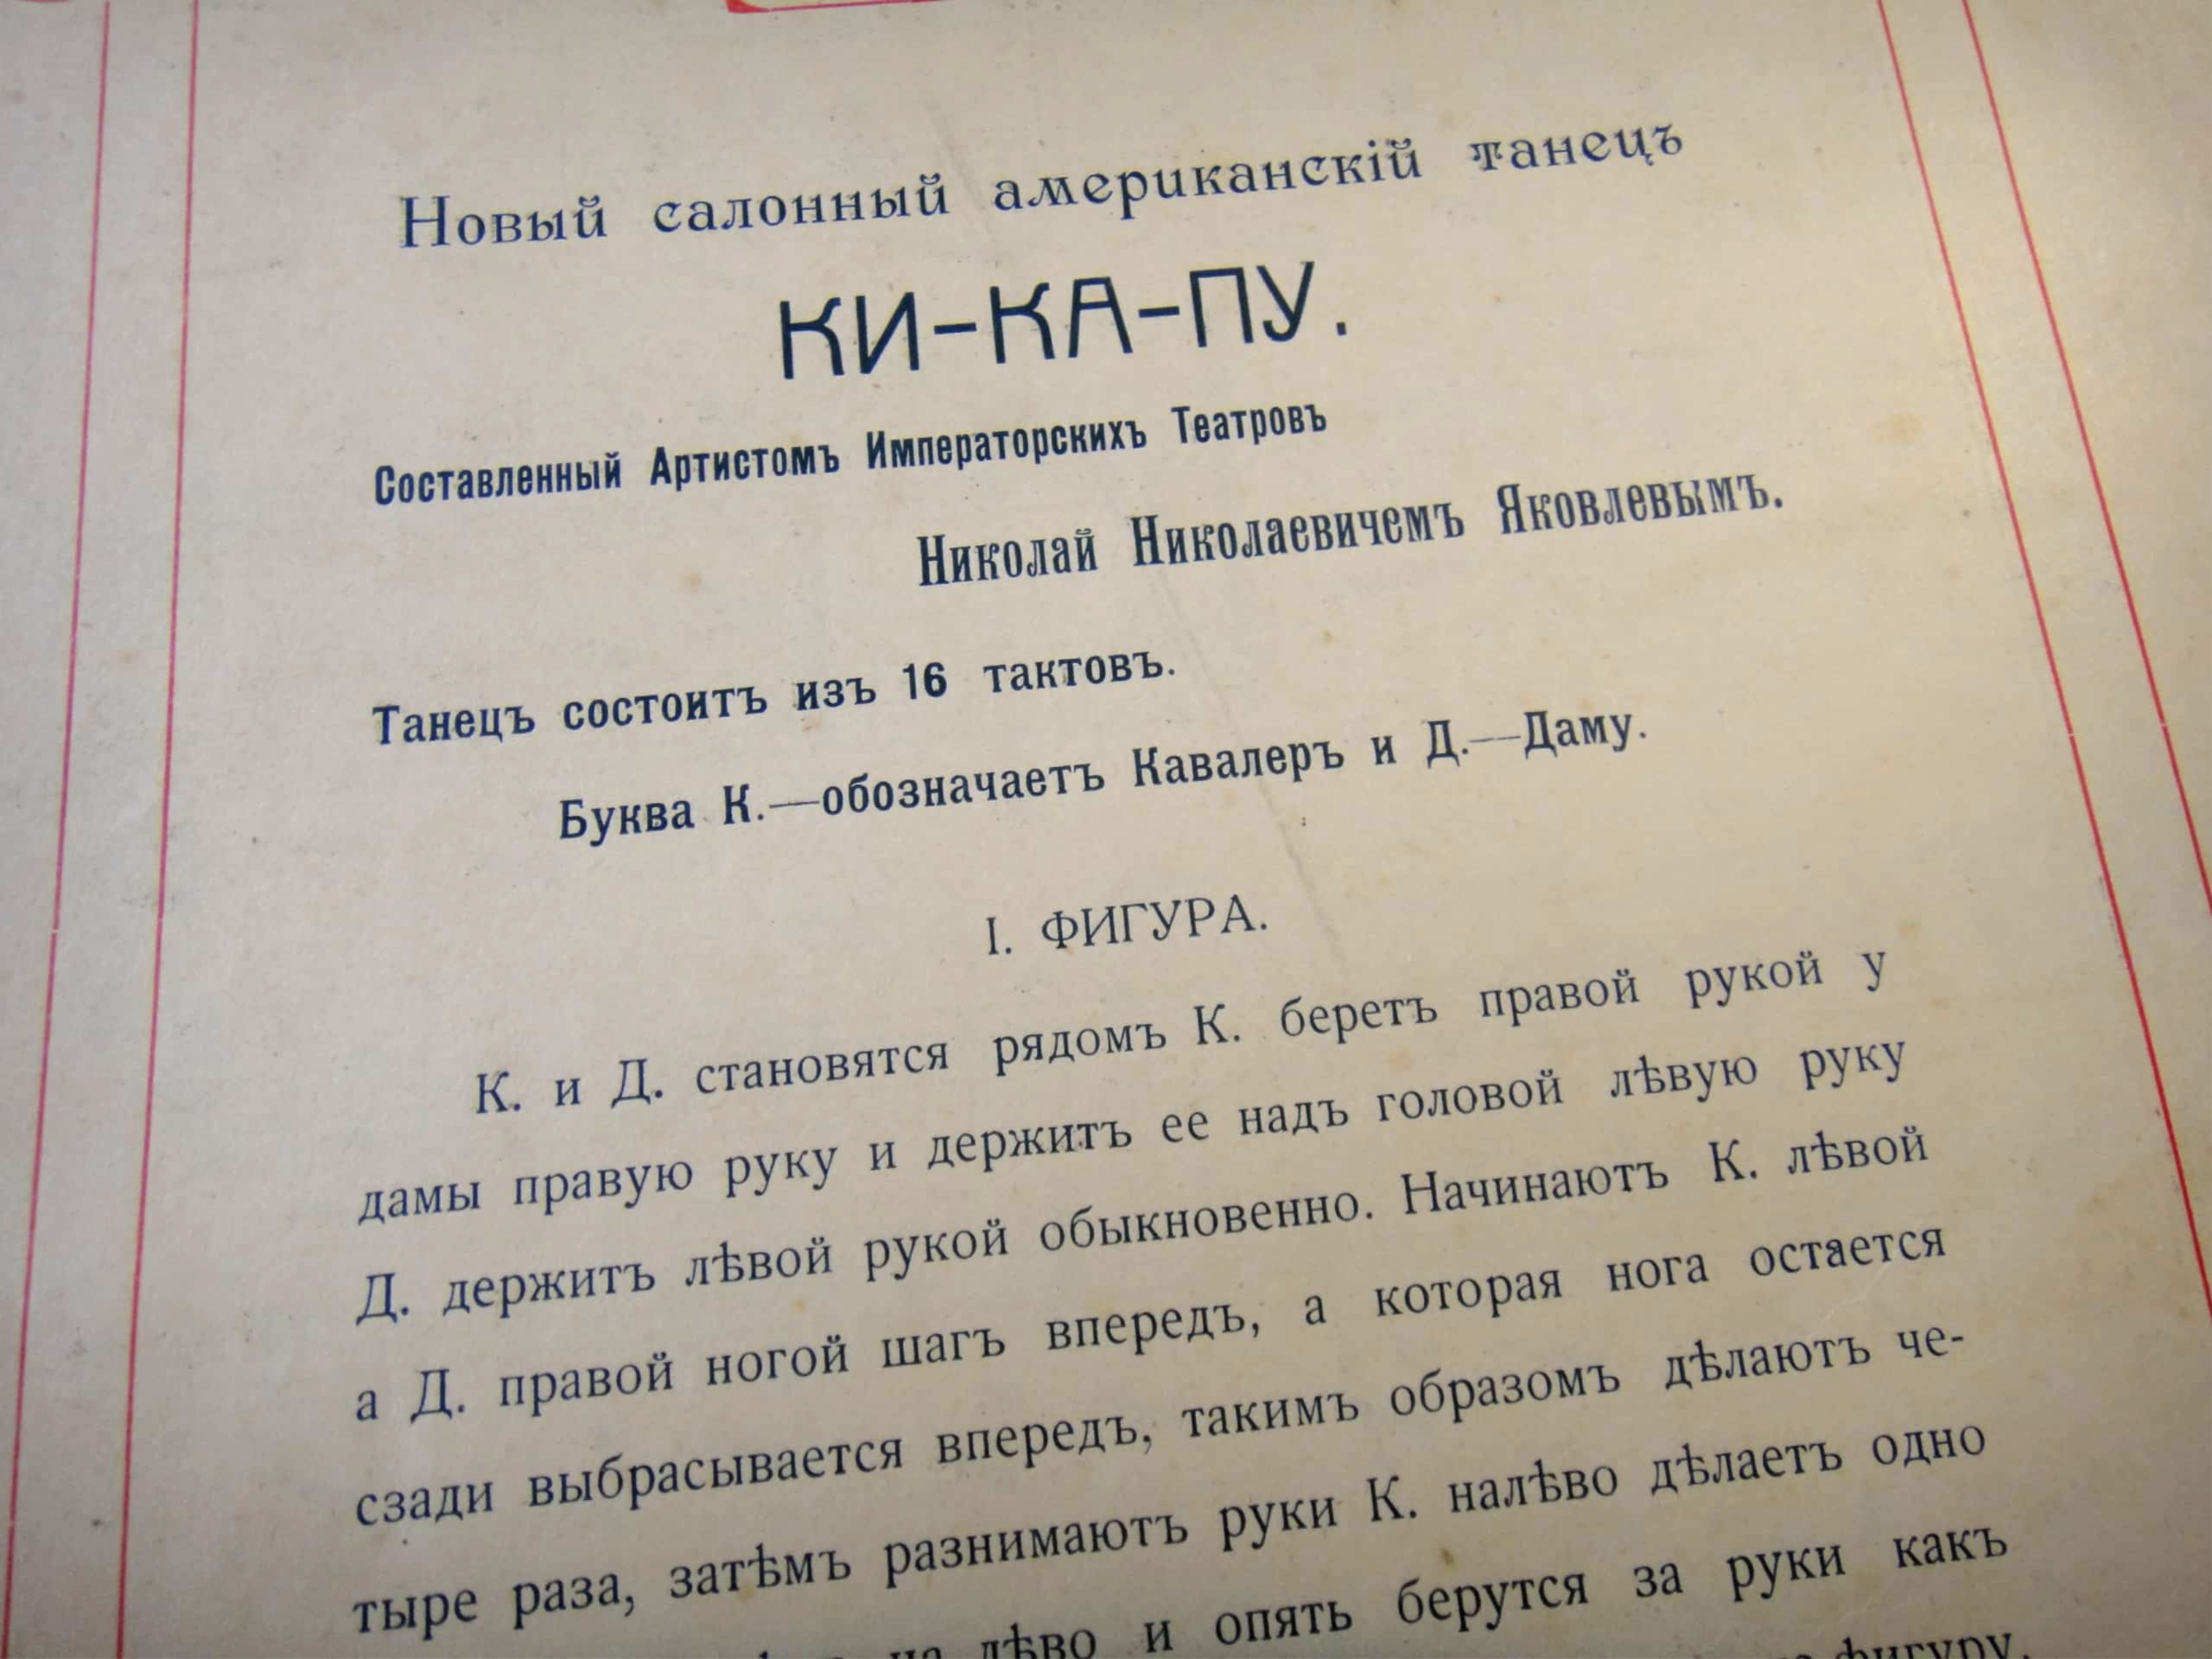 Новый салонный американскій танецъ
КИ-КА-ПУ.
Составленный Артистомъ Императорскихъ Театровъ
Николай Николаевичемъ Яковлевымъ.
Танецъ состоитъ изъ 16 тактовъ.
Буква К.—обозначаетъ Кавалеръ и Д.—Даму.
I. ФИГУРА.
К. и Д. становятся рядомъ К. беретъ правой рукой у
дамы правую руку и держитъ ее надъ головой лѣвую руку
Д. держитъ лѣвой рукой обыкновенно. Начинаютъ К. лѣвой
а Д. правой ногой шагъ впередъ, а которая нога остается
сзади выбрасывается впередъ, такимъ образомъ дѣлаютъ че-
тыре раза, затѣмъ разнимаютъ руки К. налѣво дѣлаетъ одно
на лѣво и опять берутся за руки какъ
фигуру.